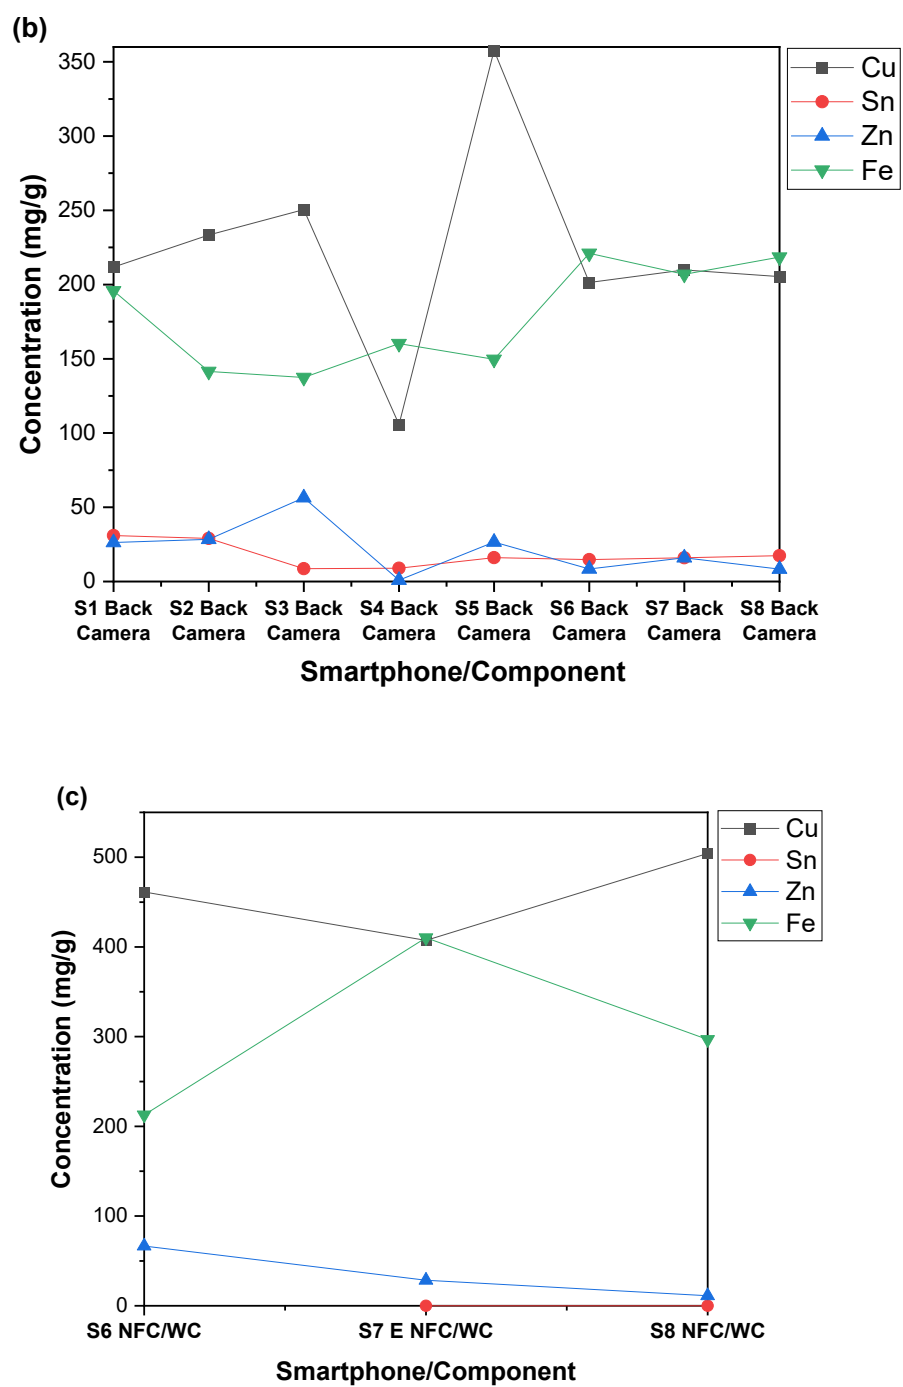 (b)
Concentration (mg/g)
350
300
250
200
150
100
50
0
Cu
Sn
Zn
Fe
S1 Back S2 Back S3 Back S4 Back S5 Back S6 Back S7 Back S8 Back
Camera Camera Camera Camera Camera Camera Camera Camera
Smartphone/Component
(c)
Concentration (mg/g)
500
400
300
200
100
0
Cu
Sn
Zn
Fe
S6 NFC/WC S7 E NFC/WC S8 NFC/WC
Smartphone/Component